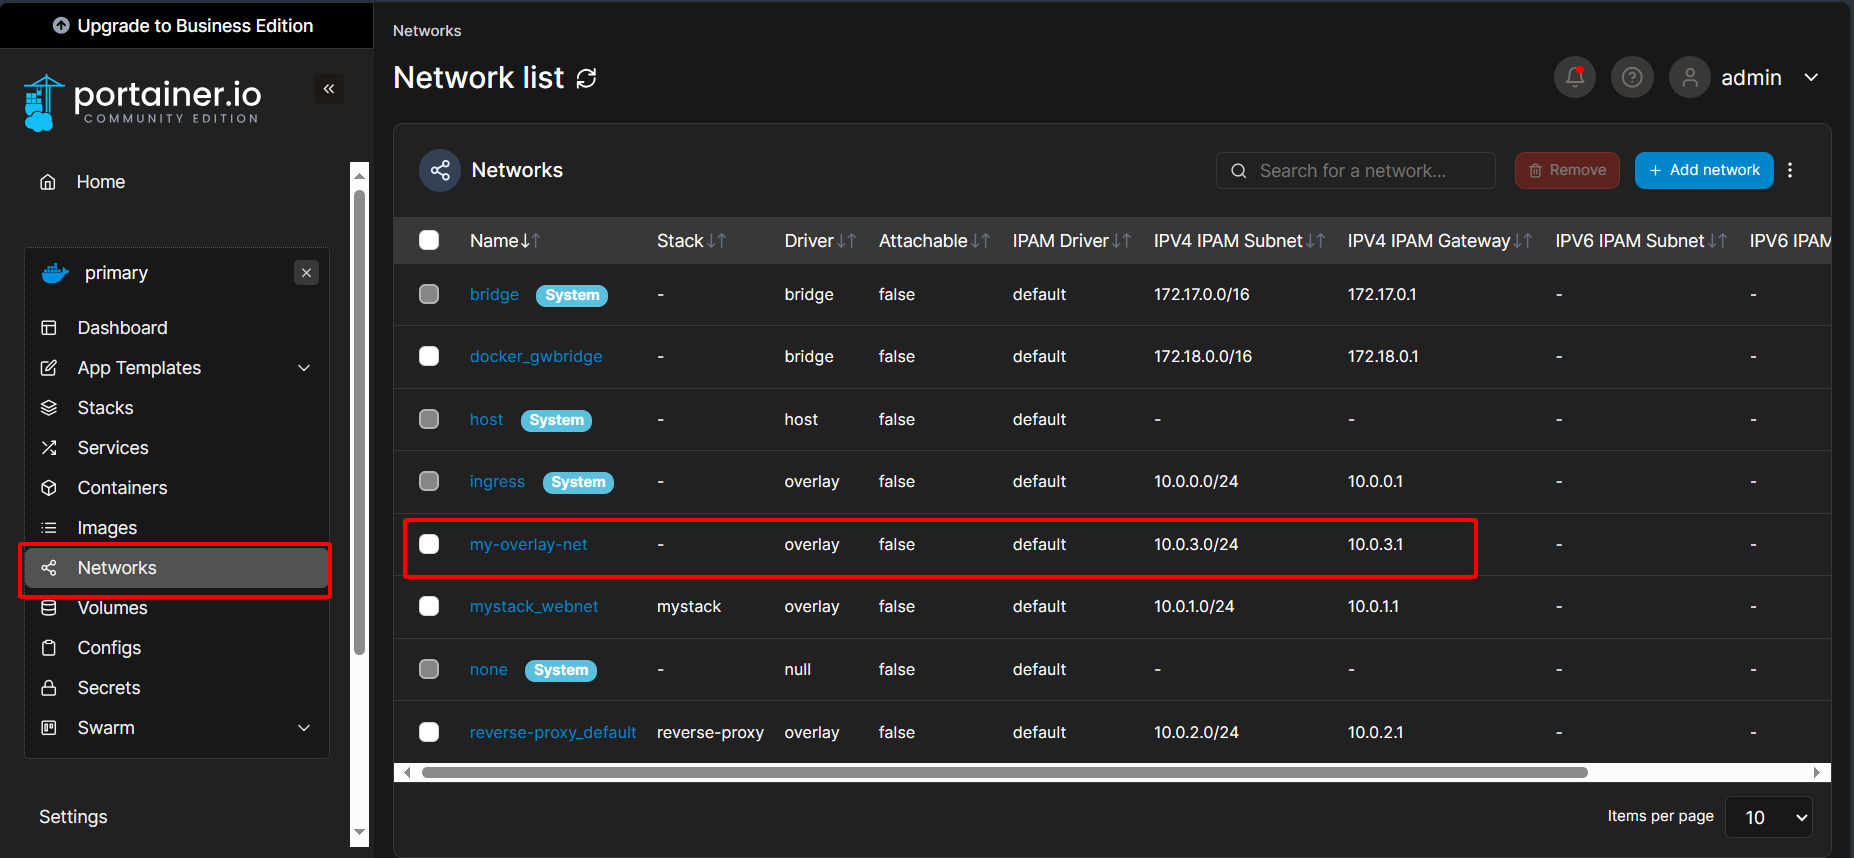 Upgrade to Business Edition
portainer.io
COMMUNITY EDITION
Home
primary
Dashboard
App Templates
Stacks
Services
Containers
Images
Networks
Volumes
Configs
Secrets
Swarm
Settings
Networks
Network list
admin
Networks
Search for a network...
Remove
+ Add network
Name Stack Driver Attachable IPAM Driver IPV4 IPAM Subnet IPV4 IPAM Gateway IPV6 IPAM Subnet IPV6 IPAM
bridge System - bridge false default 172.17.0.0/16 172.17.0.1 - -
docker_gwbridge - bridge false default 172.18.0.0/16 172.18.0.1 - -
host System - host false default - - - -
ingress System - overlay false default 10.0.0.0/24 10.0.0.1 - -
my-overlay-net - overlay false default 10.0.3.0/24 10.0.3.1 - -
mystack_webnet mystack overlay false default 10.0.1.0/24 10.0.1.1 - -
none System - null false default - - - -
reverse-proxy_default reverse-proxy overlay false default 10.0.2.0/24 10.0.2.1 - -
Items per page 10